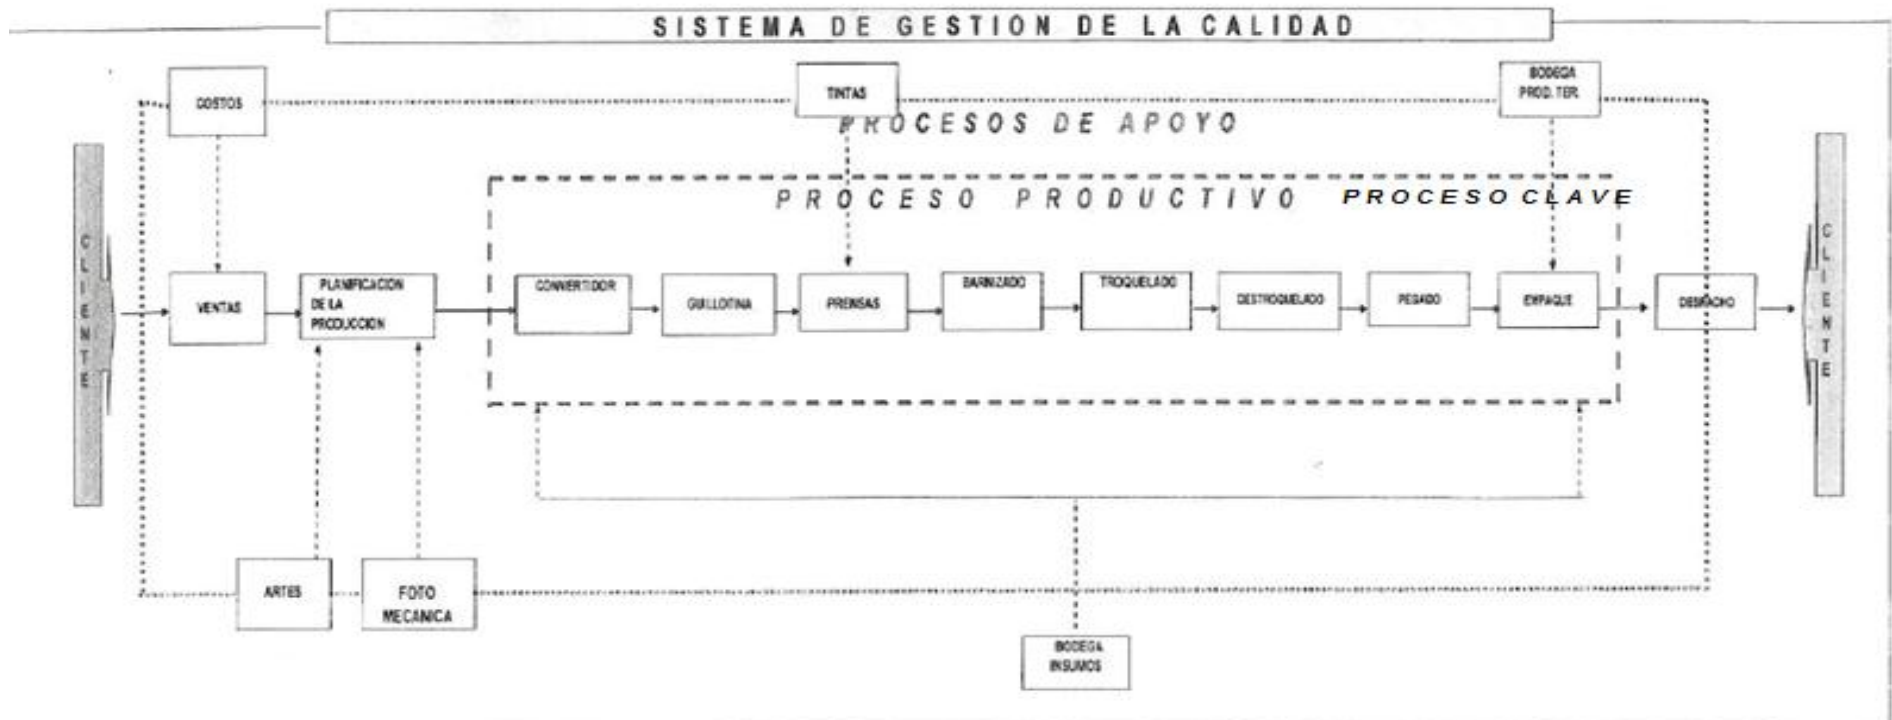 SISTEMA DE GESTION DE LA CALIDAD
COSTOS
TINTAS
BODEGA
PROD. TER.
PROCESOS DE APOYO
PROCESO PRODUCTIVO
PROCESO CLAVE
CLIENTE
VENTAS
PLANIFICACION
DE LA
PRODUCCION
CONVERTIDOR
GUILLOTINA
PRENSAS
BARNIZADO
TROQUELADO
DESTROQUELADO
PEGADO
EMPAQUE
DESPACHO
CLIENTE
ARTES
FOTO
MECANICA
BODEGA
INSUMOS